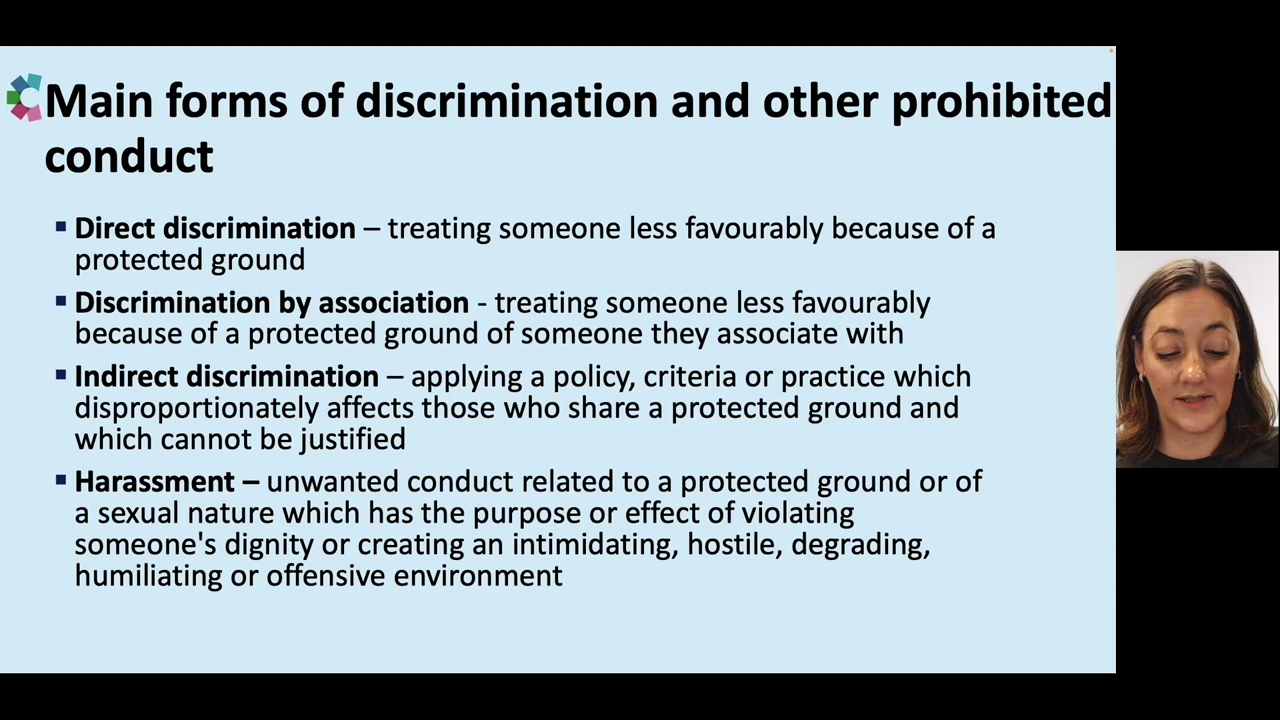 Main forms of discrimination and other prohibited
conduct
▪ Direct discrimination – treating someone less favourably because of a
protected ground
▪ Discrimination by association - treating someone less favourably
because of a protected ground of someone they associate with
▪ Indirect discrimination – applying a policy, criteria or practice which
disproportionately affects those who share a protected ground and
which cannot be justified
▪ Harassment – unwanted conduct related to a protected ground or of
a sexual nature which has the purpose or effect of violating
someone's dignity or creating an intimidating, hostile, degrading,
humiliating or offensive environment